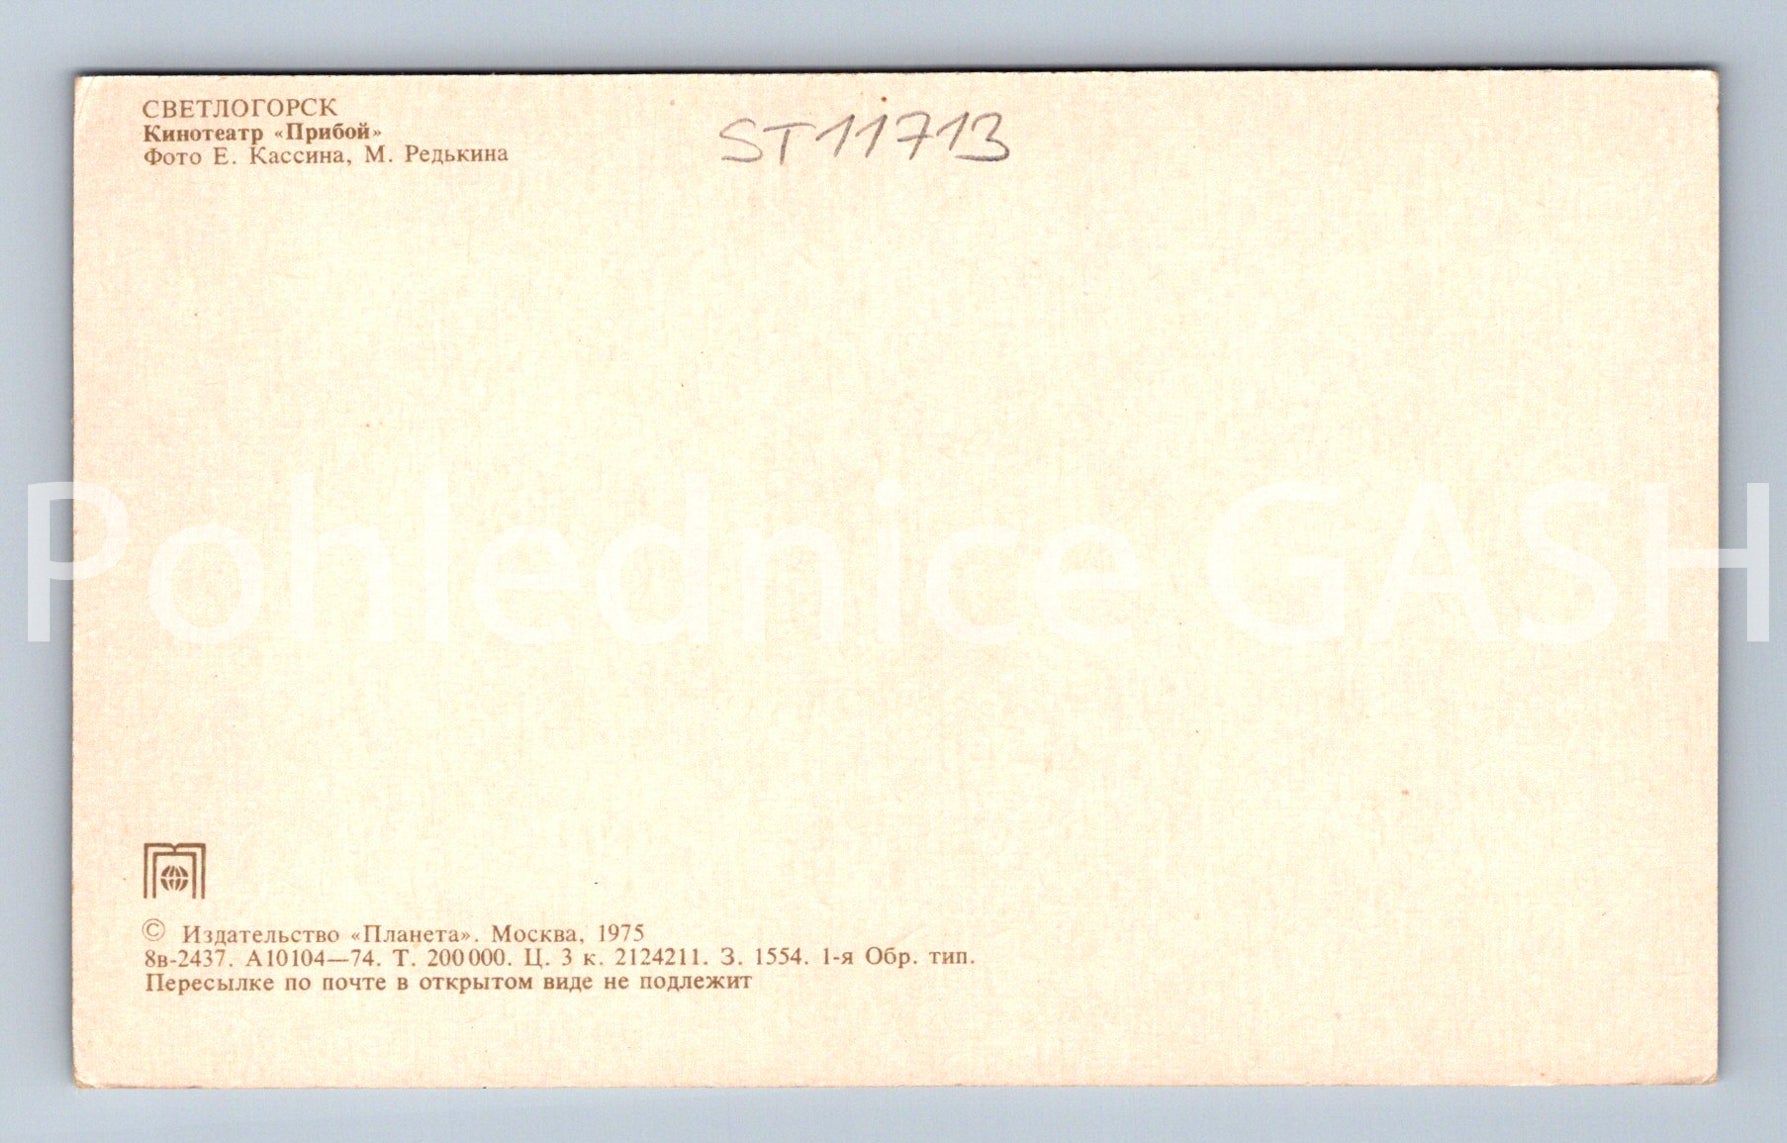 СВЕТЛОГОРСК
Кинотеатр «Прибой»
Фото Е. Кассина, М. Редькина
ST11713
Pohlednice GASH
© Издательство «Планета». Москва, 1975
8в-2437. А10104—74. Т. 200 000. Ц. 3 к. 2124211. З. 1554. 1-я Обр. тип.
Пересылке по почте в открытом виде не подлежит